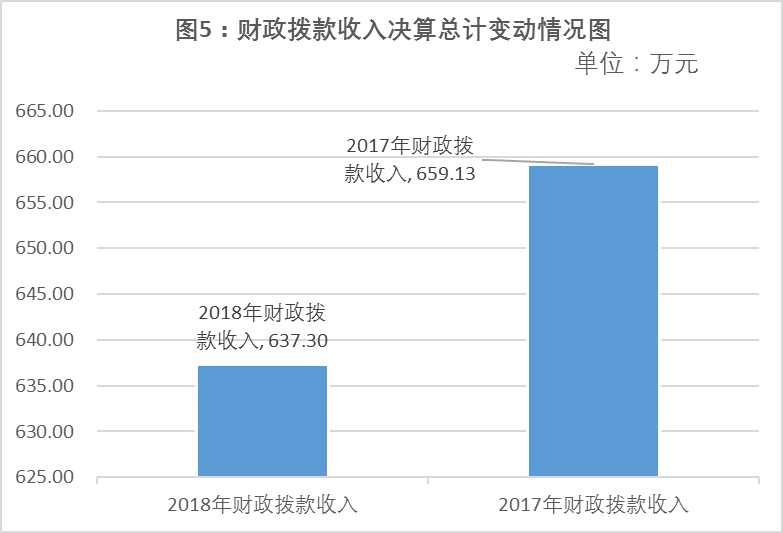 图5：财政拨款收入决算总计变动情况图
单位：万元
665.00
660.00
655.00
650.00
645.00
640.00
635.00
630.00
625.00
2017年财政拨
款收入, 659.13
2018年财政拨
款收入, 637.30
2018年财政拨款收入
2017年财政拨款收入